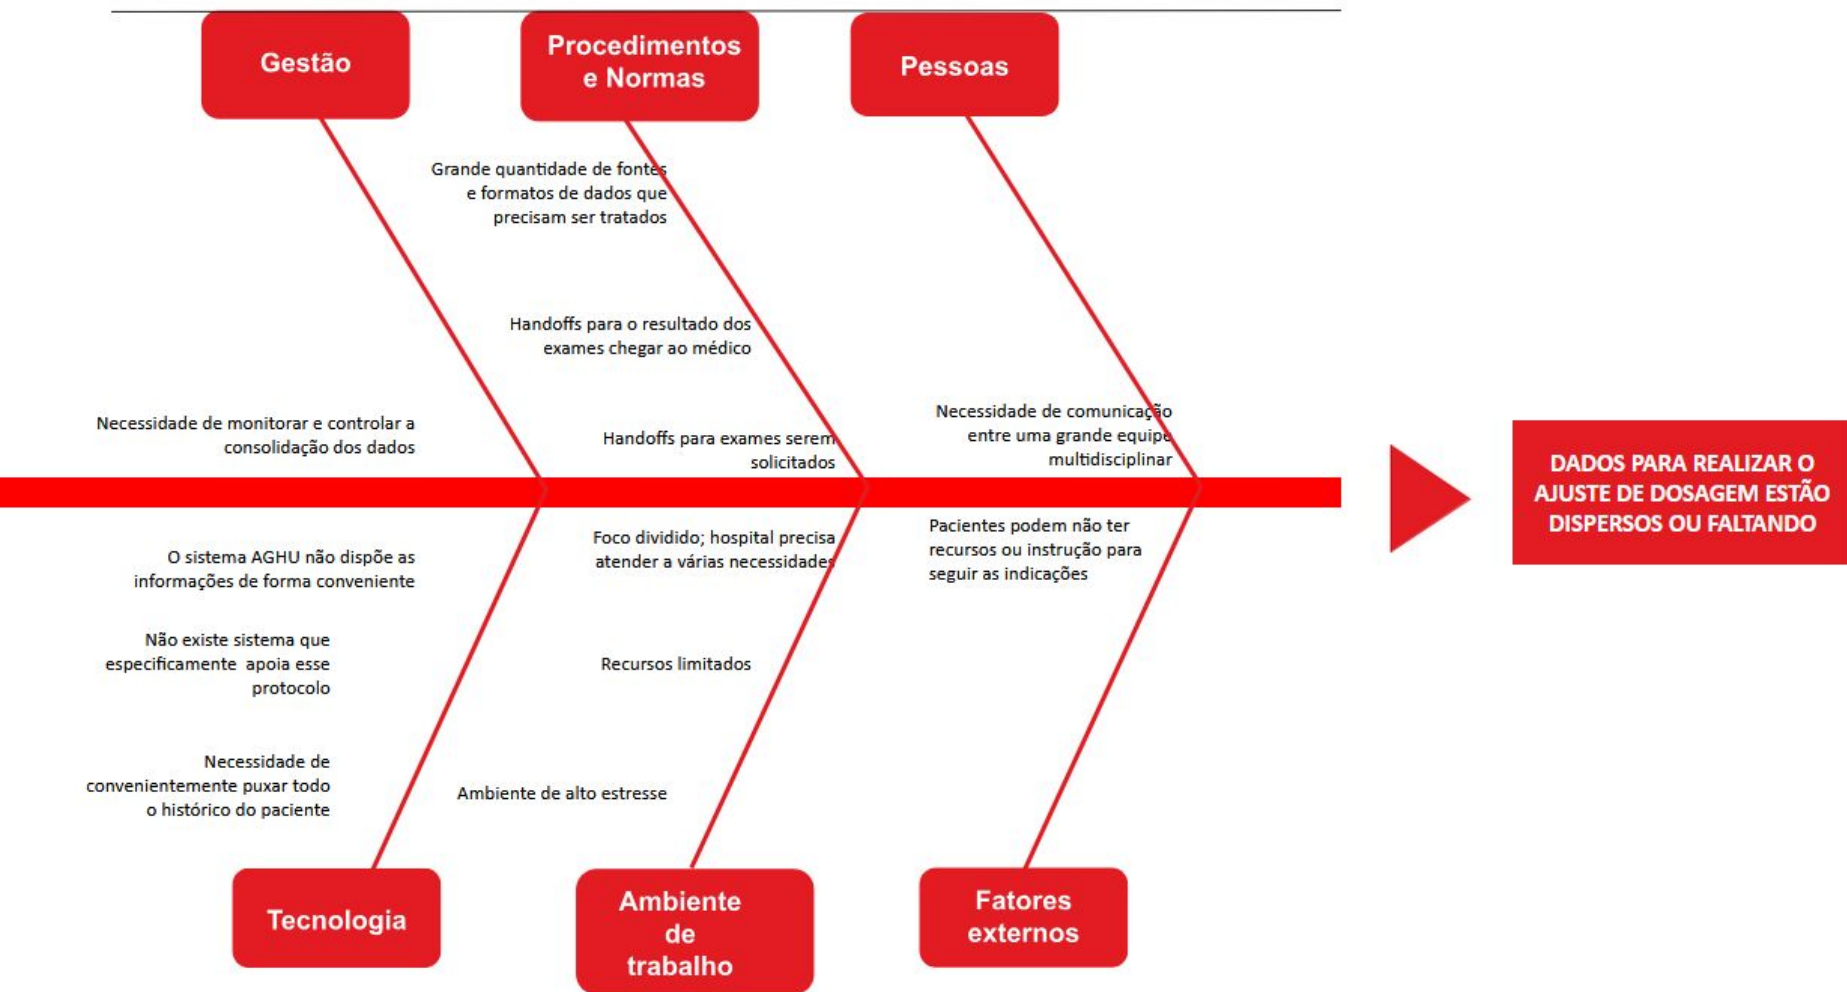 Gestão
Procedimentos
e Normas
Pessoas
Grande quantidade de fontes
e formatos de dados que
precisam ser tratados
Handoffs para o resultado dos
exames chegar ao médico
Necessidade de monitorar e controlar a
consolidação dos dados
Handoffs para exames serem
solicitados
Necessidade de comunicação
entre uma grande equipe
multidisciplinar
DADOS PARA REALIZAR O
AJUSTE DE DOSAGEM ESTÃO
DISPERSOS OU FALTANDO
O sistema AGHU não dispõe as
informações de forma conveniente
Não existe sistema que
especificamente  apoia esse
protocolo
Necessidade de
convenientemente puxar todo
o histórico do paciente
Foco dividido; hospital precisa
atender a várias necessidades
Recursos limitados
Ambiente de alto estresse
Pacientes podem não ter
recursos ou instrução para
seguir as indicações
Tecnologia
Ambiente
de
trabalho
Fatores
externos